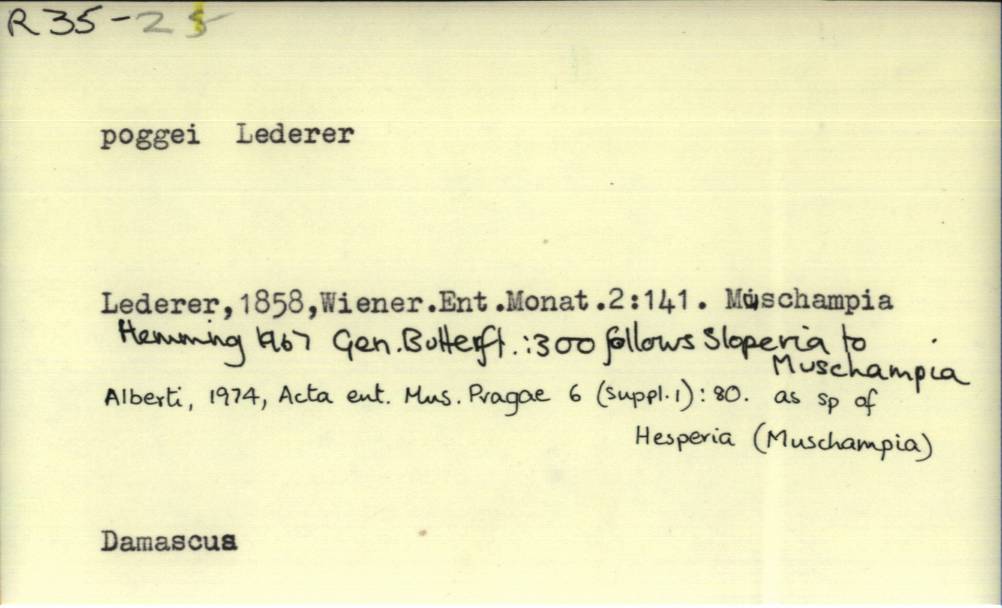 R35-25
poggei Lederer
Lederer,1858,Wiener.Ent.Monat.2:141. Muschampia
Hemming 1967 Gen.Butterfl.:300 follows Sloperia to
Muschampia
Alberti, 1974, Acta ent. Mus. Pragae 6 (suppl.1):80. as sp of
Hesperia (Muschampia)
Damascus